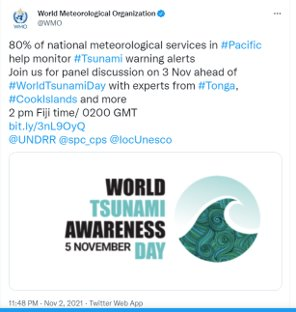 World Meteorological Organization
@WMO
WMO
80% of national meteorological services in #Pacific
help monitor #Tsunami warning alerts
Join us for panel discussion on 3 Nov ahead of
#WorldTsunamiDay with experts from #Tonga,
#CookIslands and more
2 pm Fiji time/ 0200 GMT
bit.ly/3nL9OyQ
@UNDRR @spc_cps @IocUnesco
WORLD
TSUNAMI
AWARENESS
5 NOVEMBER DAY
11:48 PM · Nov 2, 2021 · Twitter Web App